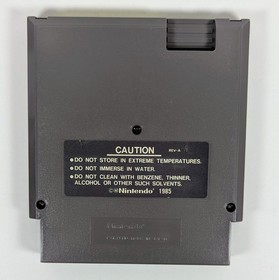 CAUTION
REV-A
• DO NOT STORE IN EXTREME TEMPERATURES.
• DO NOT IMMERSE IN WATER.
• DO NOT CLEAN WITH BENZENE, THINNER,
ALCOHOL OR OTHER SUCH SOLVENTS.
©®Nintendo® 1985